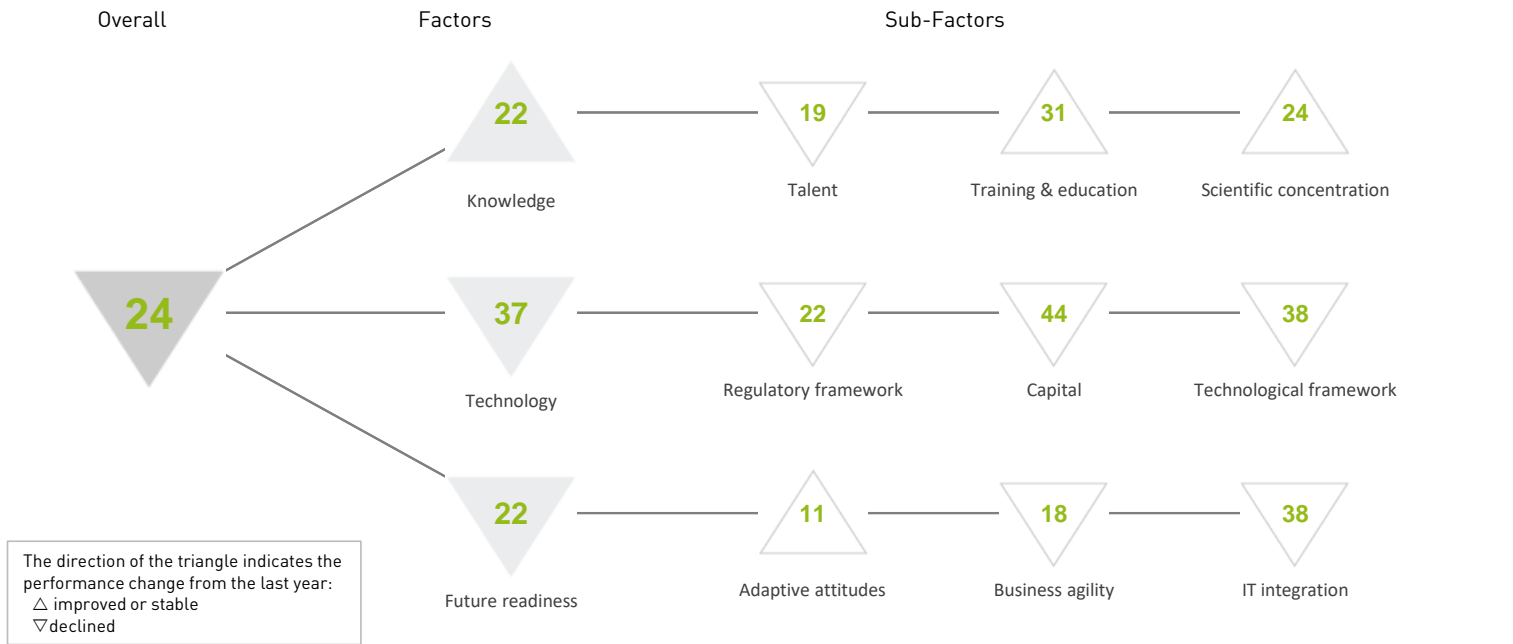 Overall Factors Sub-Factors
22 19 31 24
Knowledge Talent Training & education Scientific concentration
24 37 22 44 38
Technology Regulatory framework Capital Technological framework
22 11 18 38
Future readiness Adaptive attitudes Business agility IT integration
The direction of the triangle indicates the
performance change from the last year:
△ improved or stable
▽declined